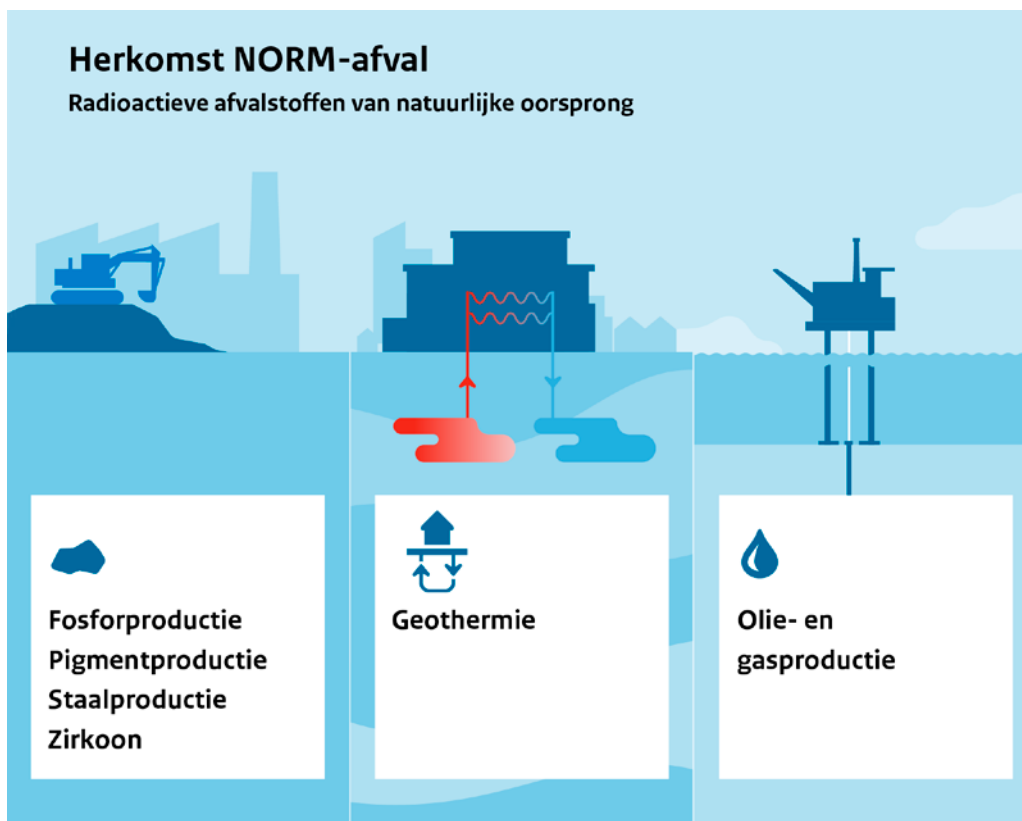 Herkomst NORM-afval
Radioactieve afvalstoffen van natuurlijke oorsprong
Fosforproductie
Pigmentproductie
Staalproductie
Zirkoon
Geothermie
Olie- en
gasproductie